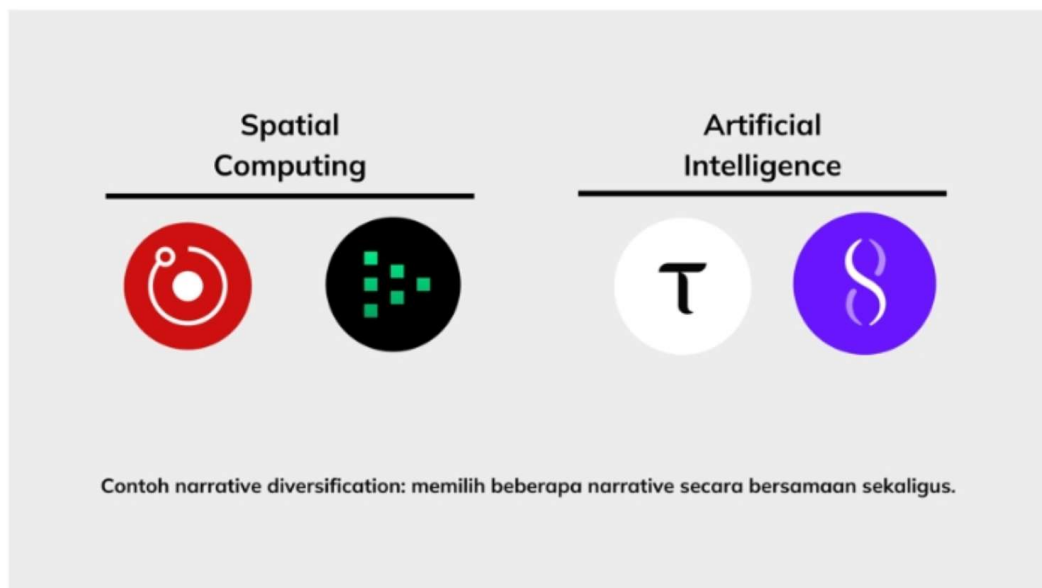 Spatial
Computing
Artificial
Intelligence
Contoh narrative diversification: memilih beberapa narrative secara bersamaan sekaligus.